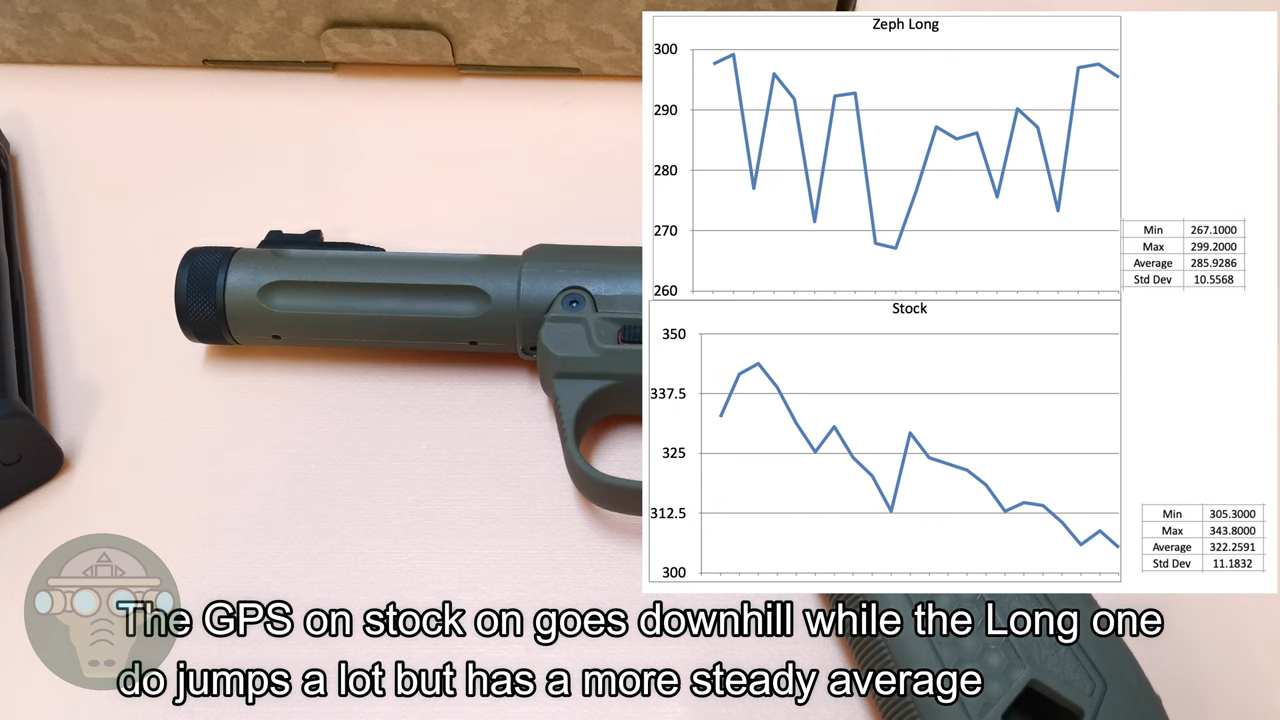 Zeph Long
300
290
280
270
260
Min 267.1000
Max 299.2000
Average 285.9286
Std Dev 10.5568
Stock
350
337.5
325
312.5
300
Min 305.3000
Max 343.8000
Average 322.2591
Std Dev 11.1832
The GPS on stock on goes downhill while the Long one
do jumps a lot but has a more steady average